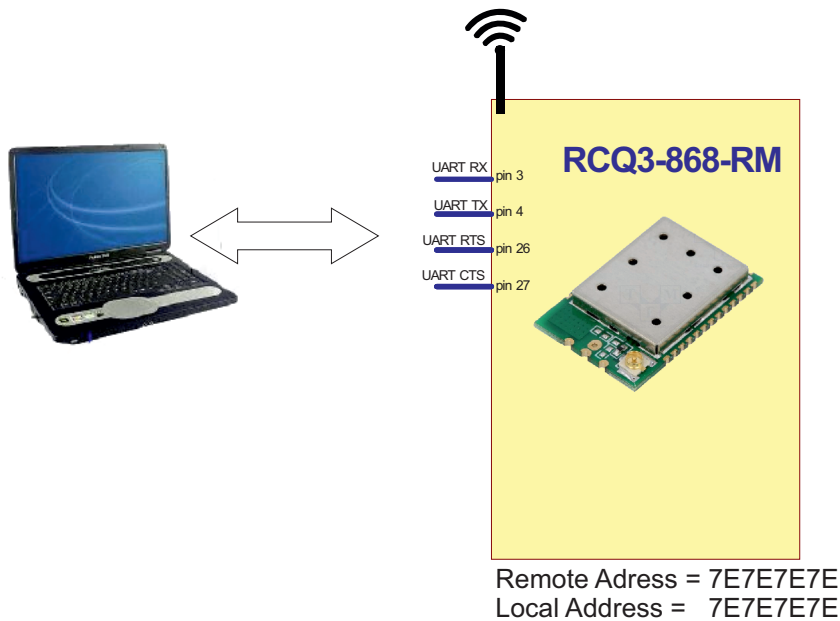 RCQ3-868-RM
UART RX
pin 3
UART TX
pin 4
UART RTS
pin 26
UART CTS
pin 27
Remote Adress = 7E7E7E7E
Local Address = 7E7E7E7E